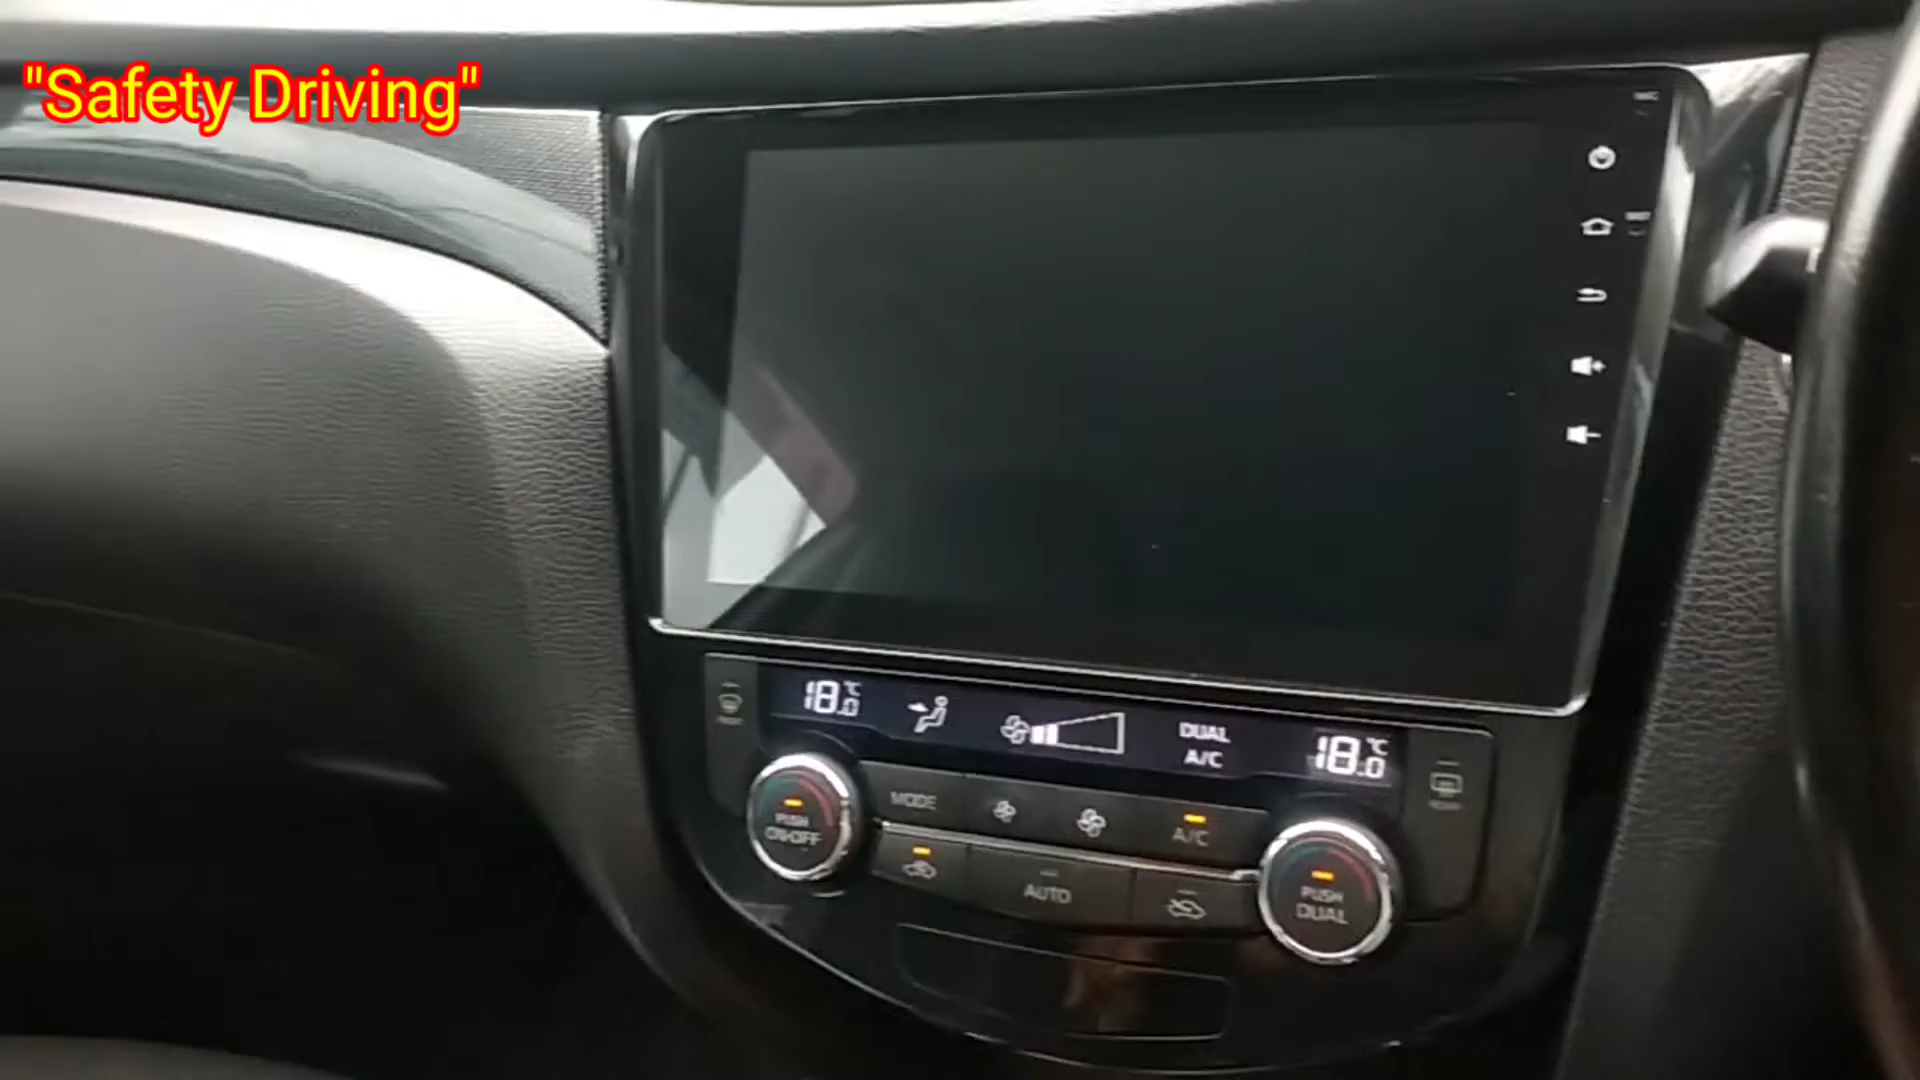 "Safety Driving"
18.0 °C
DUAL
A/C
18.0 °C
PUSH
ON·OFF
MODE
A/C
AUTO
PUSH
DUAL